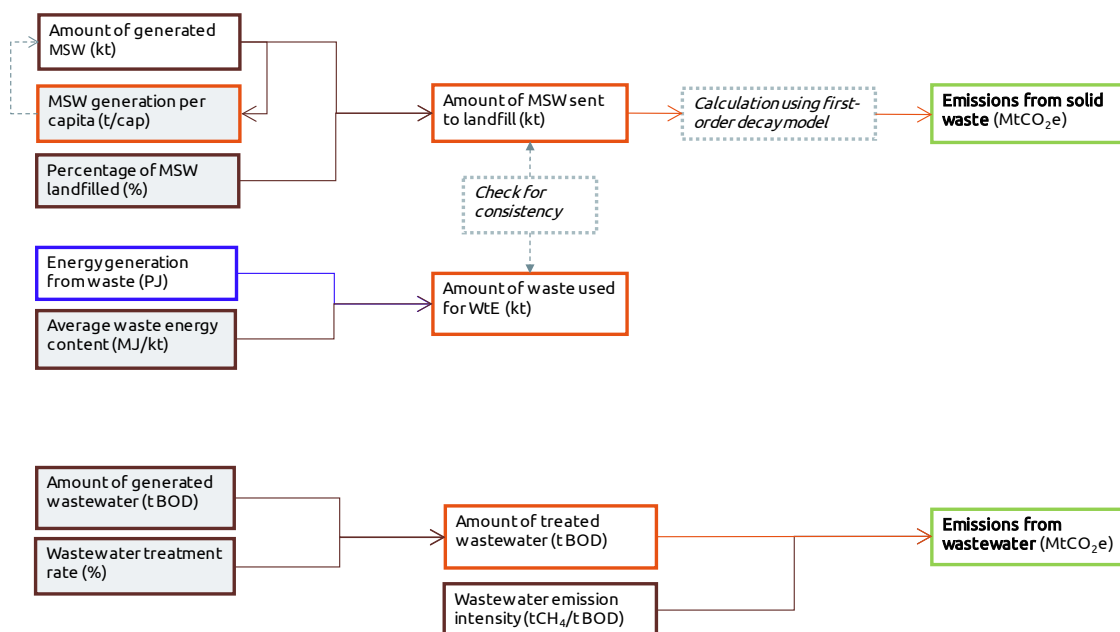 Amount of generated
MSW (kt)
MSW generation per
capita (t/cap)
Percentage of MSW
landfilled (%)
Amount of MSW sent
to landfill (kt)
Calculation using first-
order decay model
Emissions from solid
waste (MtCO₂e)
Check for
consistency
Energy generation
from waste (PJ)
Average waste energy
content (MJ/kt)
Amount of waste used
for WtE (kt)
Amount of generated
wastewater (t BOD)
Wastewater treatment
rate (%)
Amount of treated
wastewater (t BOD)
Wastewater emission
intensity (tCH₄/t BOD)
Emissions from
wastewater (MtCO₂e)